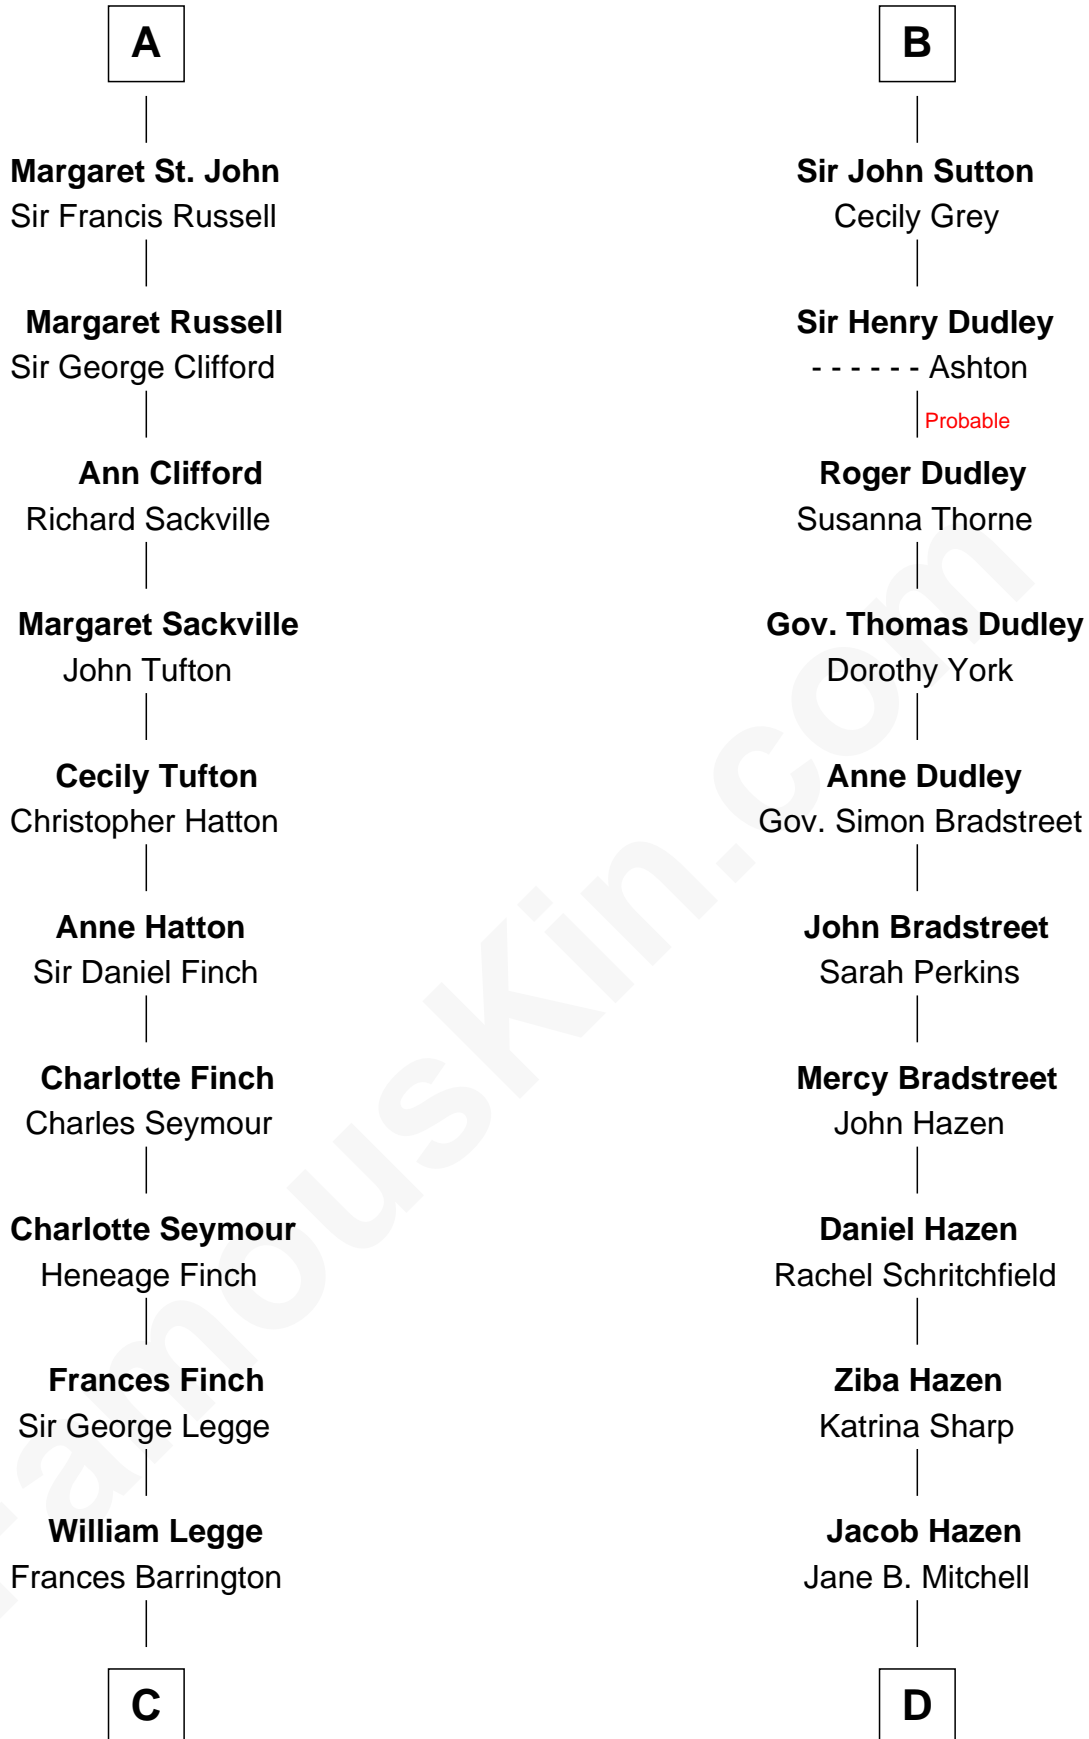 A
Margaret St. John
Sir Francis Russell
Margaret Russell
Sir George Clifford
Ann Clifford
Richard Sackville
Margaret Sackville
John Tufton
Cecily Tufton
Christopher Hatton
Anne Hatton
Sir Daniel Finch
Charlotte Finch
Charles Seymour
Charlotte Seymour
Heneage Finch
Frances Finch
Sir George Legge
William Legge
Frances Barrington
C
B
Sir John Sutton
Cecily Grey
Sir Henry Dudley
- - - - - - Ashton
Probable
Roger Dudley
Susanna Thorne
Gov. Thomas Dudley
Dorothy York
Anne Dudley
Gov. Simon Bradstreet
John Bradstreet
Sarah Perkins
Mercy Bradstreet
John Hazen
Daniel Hazen
Rachel Schritchfield
Ziba Hazen
Katrina Sharp
Jacob Hazen
Jane B. Mitchell
D
FamousKin.com